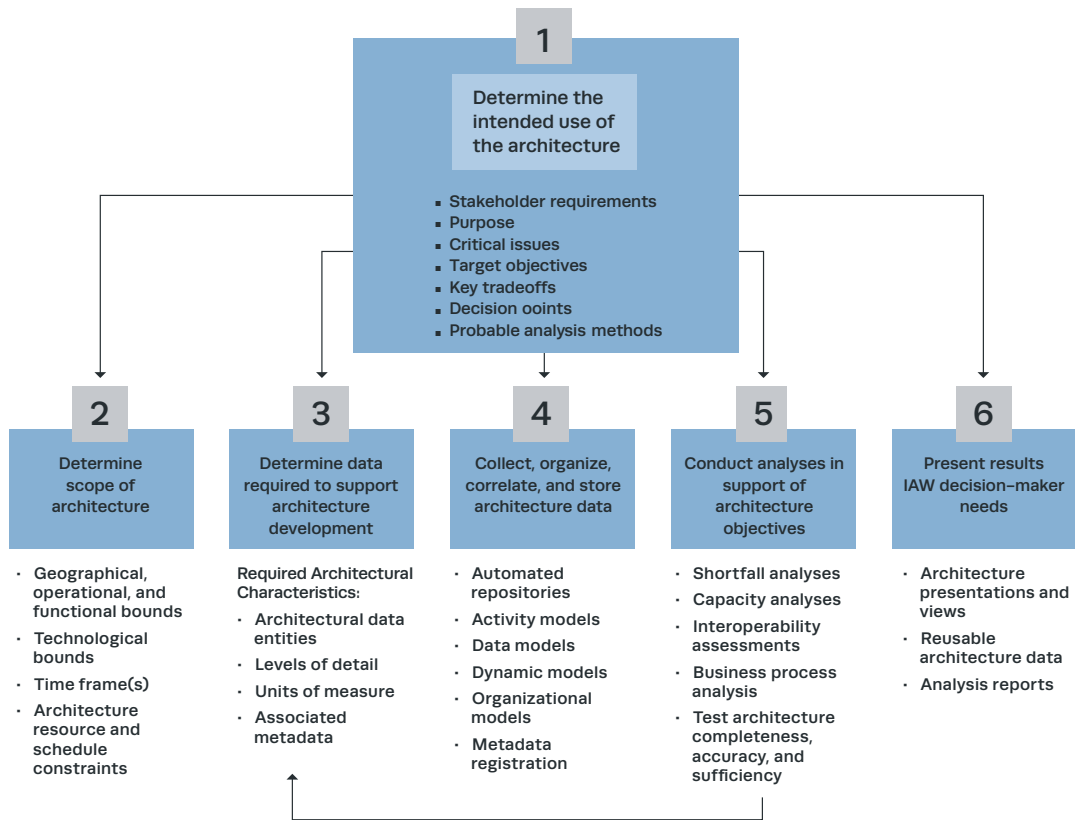 1
Determine the
intended use of
the architecture
▪ Stakeholder requirements
▪ Purpose
▪ Critical issues
▪ Target objectives
▪ Key tradeoffs
▪ Decision ooints
▪ Probable analysis methods
2
Determine
scope of
architecture
· Geographical,
operational, and
functional bounds
· Technological
bounds
· Time frame(s)
· Architecture
resource and
schedule
constraints
3
Determine data
required to support
architecture
development
Required Architectural
Characteristics:
· Architectural data
entities
· Levels of detail
· Units of measure
· Associated
metadata
4
Collect, organize,
correlate, and store
architecture data
· Automated
repositories
· Activity models
· Data models
· Dynamic models
· Organizational
models
· Metadata
registration
5
Conduct analyses in
support of
architecture
objectives
· Shortfall analyses
· Capacity analyses
· Interoperability
assessments
· Business process
analysis
· Test architecture
completeness,
accuracy, and
sufficiency
6
Present results
IAW decision-maker
needs
· Architecture
presentations and
views
· Reusable
architecture data
· Analysis reports